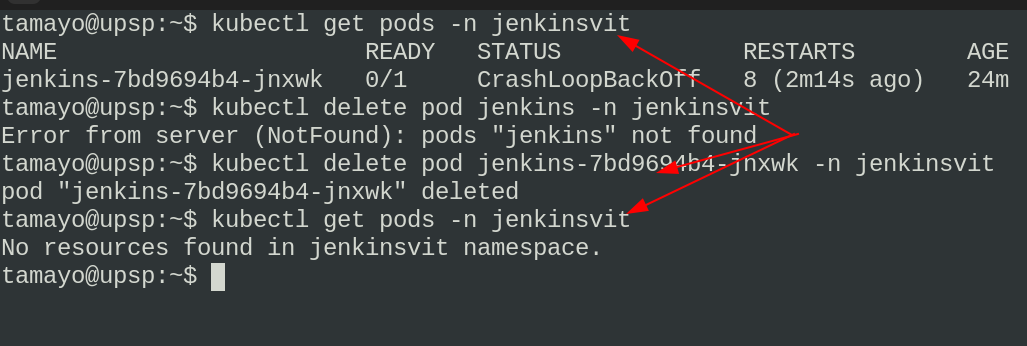 tamayo@upsp:~$ kubectl get pods -n jenkinsvit
NAME READY STATUS RESTARTS AGE
jenkins-7bd9694b4-jnxwk 0/1 CrashLoopBackOff 8 (2m14s ago) 24m
tamayo@upsp:~$ kubectl delete pod jenkins -n jenkinsvit
Error from server (NotFound): pods "jenkins" not found
tamayo@upsp:~$ kubectl delete pod jenkins-7bd9694b4-jnxwk -n jenkinsvit
pod "jenkins-7bd9694b4-jnxwk" deleted
tamayo@upsp:~$ kubectl get pods -n jenkinsvit
No resources found in jenkinsvit namespace.
tamayo@upsp:~$